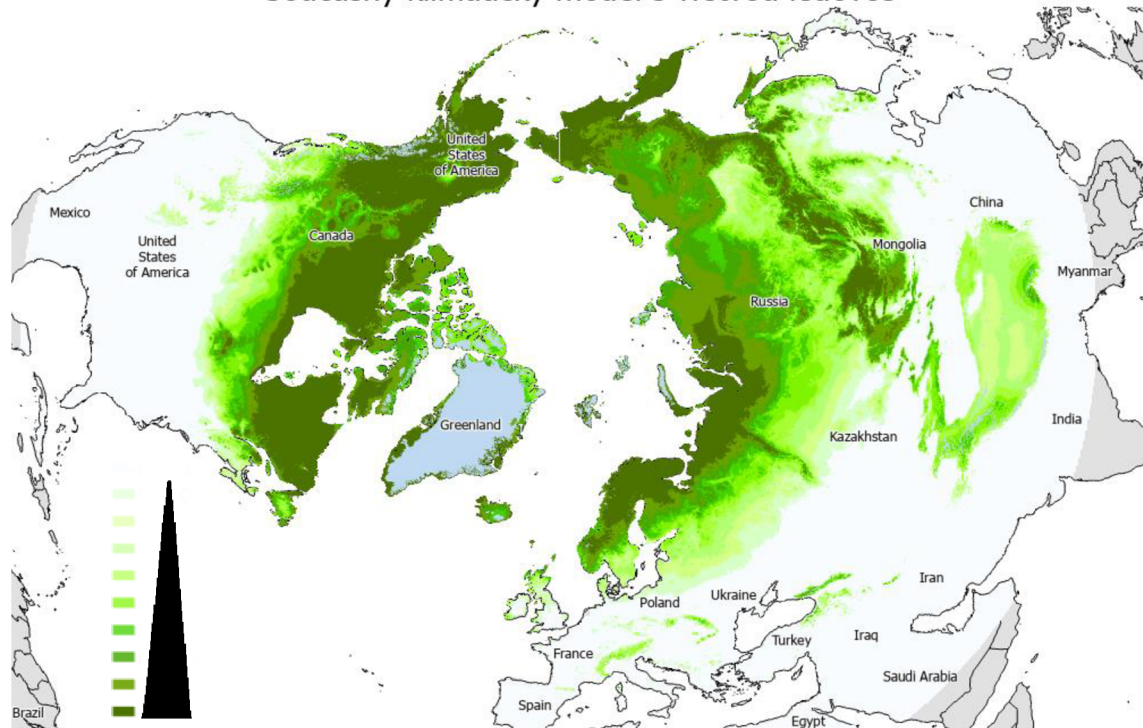 United
States
of America
Mexico
China
United
States
of America
Canada
Mongolia
Myanmar
Russia
Greenland
Kazakhstan
India
Iran
Poland
Ukraine
Iraq
Turkey
France
Saudi Arabia
Spain
Brazil
Egypt